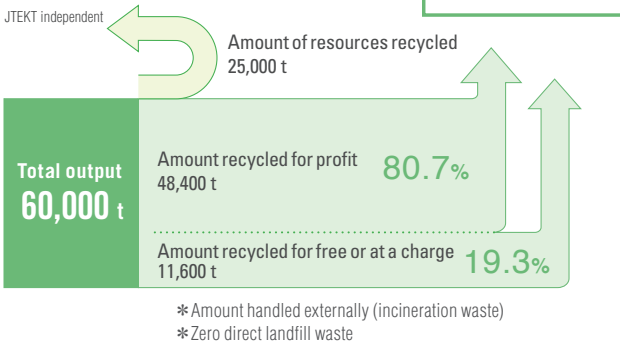 JTEKT independent
Amount of resources recycled
25,000 t
Total output
60,000 t
Amount recycled for profit
48,400 t
80.7%
Amount recycled for free or at a charge
11,600 t
19.3%
＊Amount handled externally (incineration waste)
＊Zero direct landfill waste